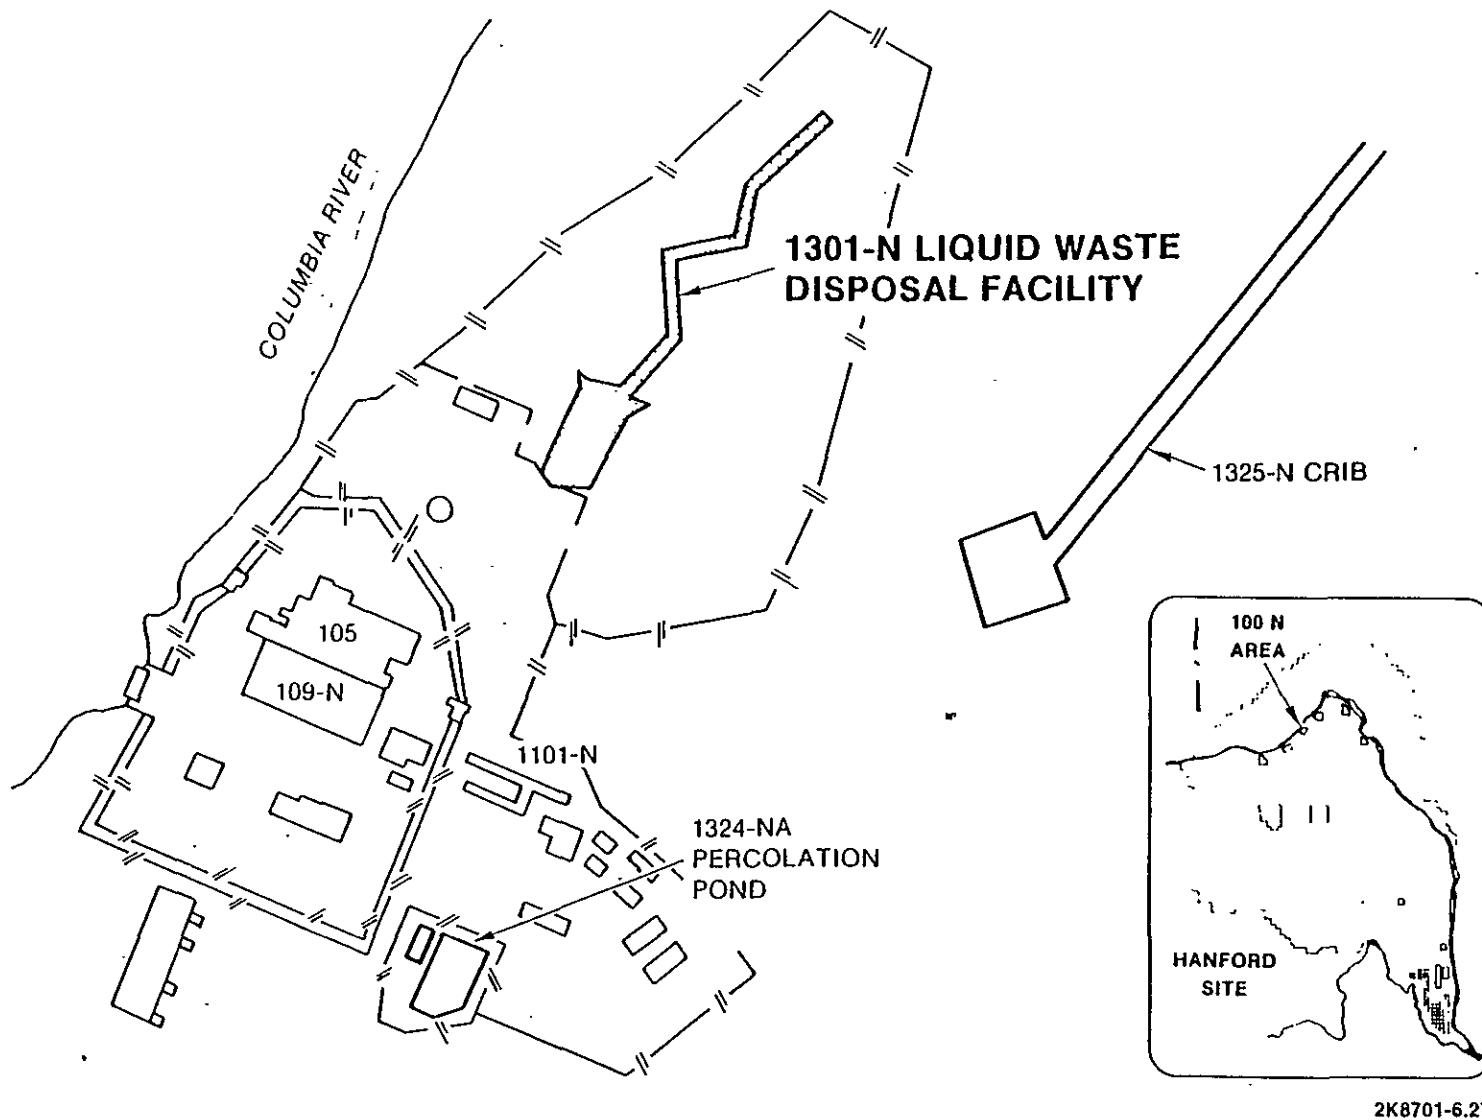 COLUMBIA RIVER
1301-N LIQUID WASTE
DISPOSAL FACILITY
1325-N CRIB
105
109-N
1101-N
1324-NA
PERCOLATION
POND
100 N
AREA
HANFORD
SITE
2K8701-6.2